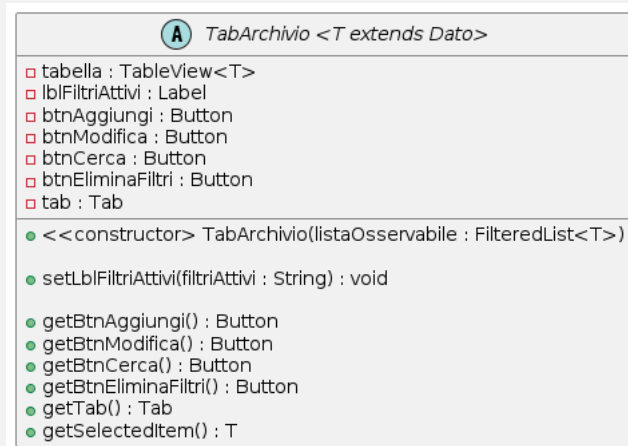 A TabArchivio <T extends Dato>
tabella : TableView<T>
lblFiltriAttivi : Label
btnAggiungi : Button
btnModifica : Button
btnCerca : Button
btnEliminaFiltri : Button
tab : Tab
<<constructor> TabArchivio(listaOsservabile : FilteredList<T>)
setLblFiltriAttivi(filtriAttivi : String) : void
getBtnAggiungi() : Button
getBtnModifica() : Button
getBtnCerca() : Button
getBtnEliminaFiltri() : Button
getTab() : Tab
getSelectedItem() : T